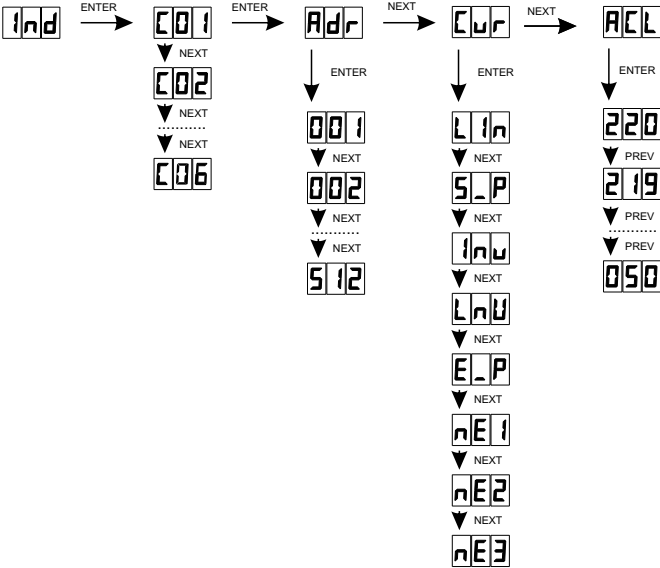 Ind ENTER C01 ENTER Adr NEXT Cur NEXT ACL
NEXT ENTER ENTER ENTER
C02
NEXT 001 LIn 220
............ NEXT NEXT PREV
NEXT 002 S_P 219
C06 NEXT NEXT PREV
............ Inu ............
NEXT NEXT PREV
512 LnU 050
NEXT
E_P
NEXT
nE1
NEXT
nE2
NEXT
nE3